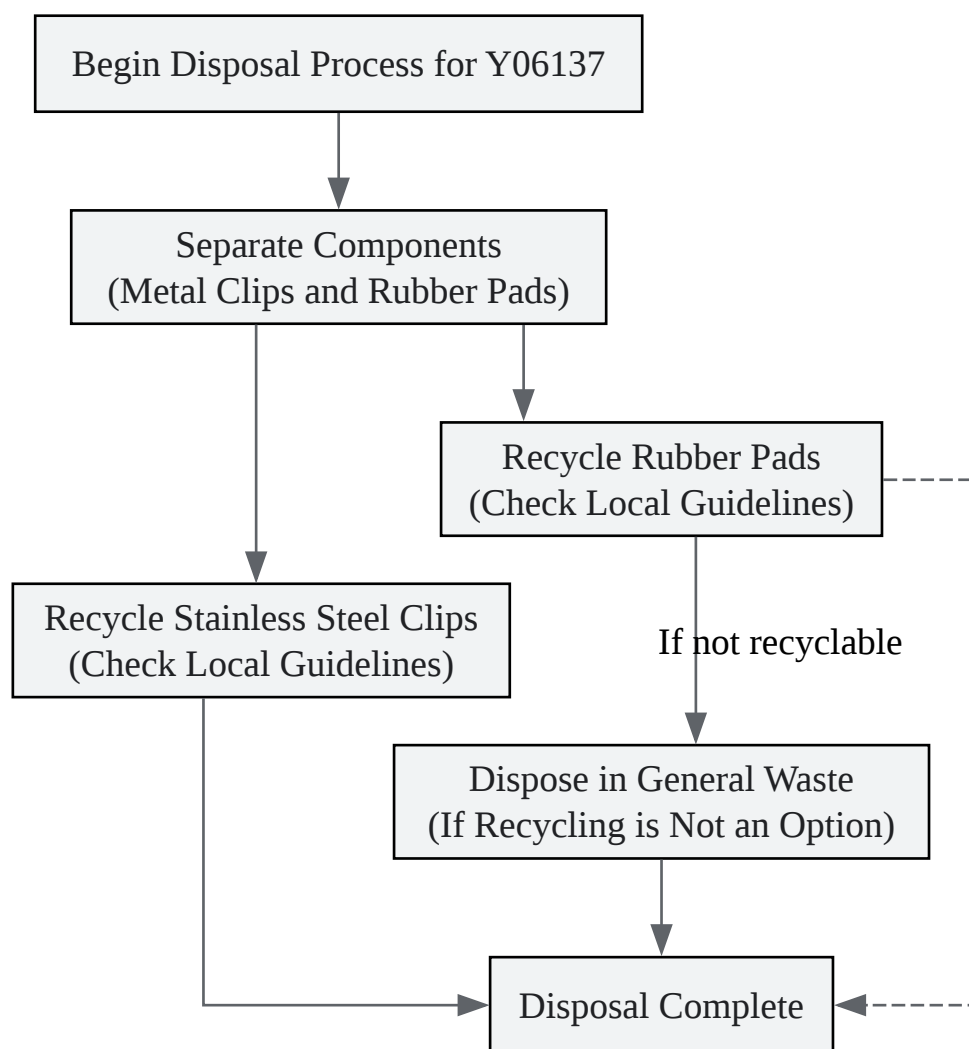 Begin Disposal Process for Y06137
Separate Components
(Metal Clips and Rubber Pads)
Recycle Rubber Pads
(Check Local Guidelines)
Recycle Stainless Steel Clips
(Check Local Guidelines)
If not recyclable
Dispose in General Waste
(If Recycling is Not an Option)
Disposal Complete